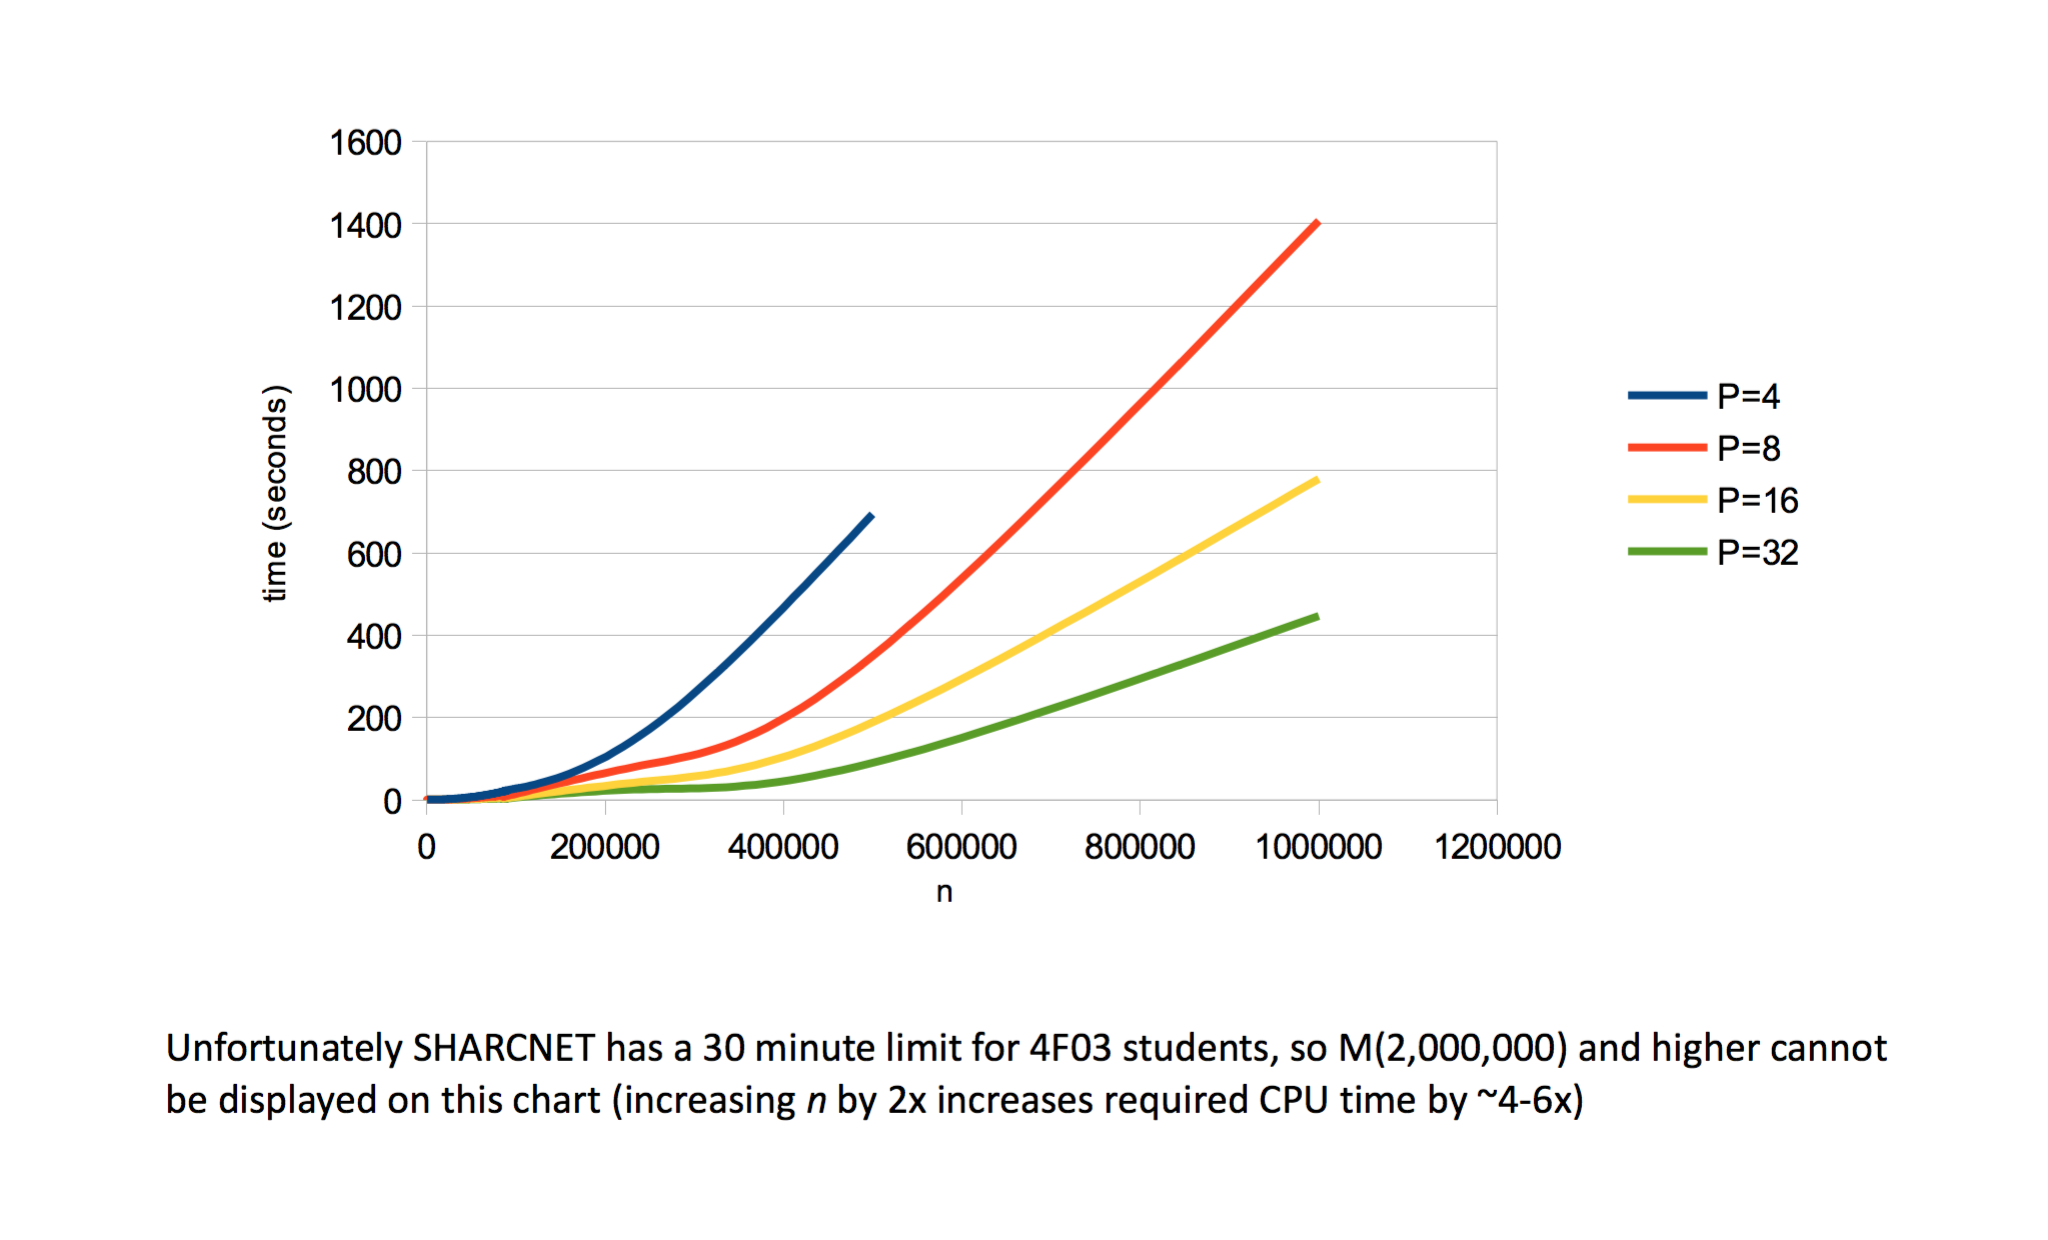 1600
1400
1200
1000
800
600
400
200
0
time (seconds)
0 200000 400000 600000 800000 1000000 1200000
n
P=4
P=8
P=16
P=32
Unfortunately SHARCNET has a 30 minute limit for 4F03 students, so M(2,000,000) and higher cannot
be displayed on this chart (increasing n by 2x increases required CPU time by ~4-6x)